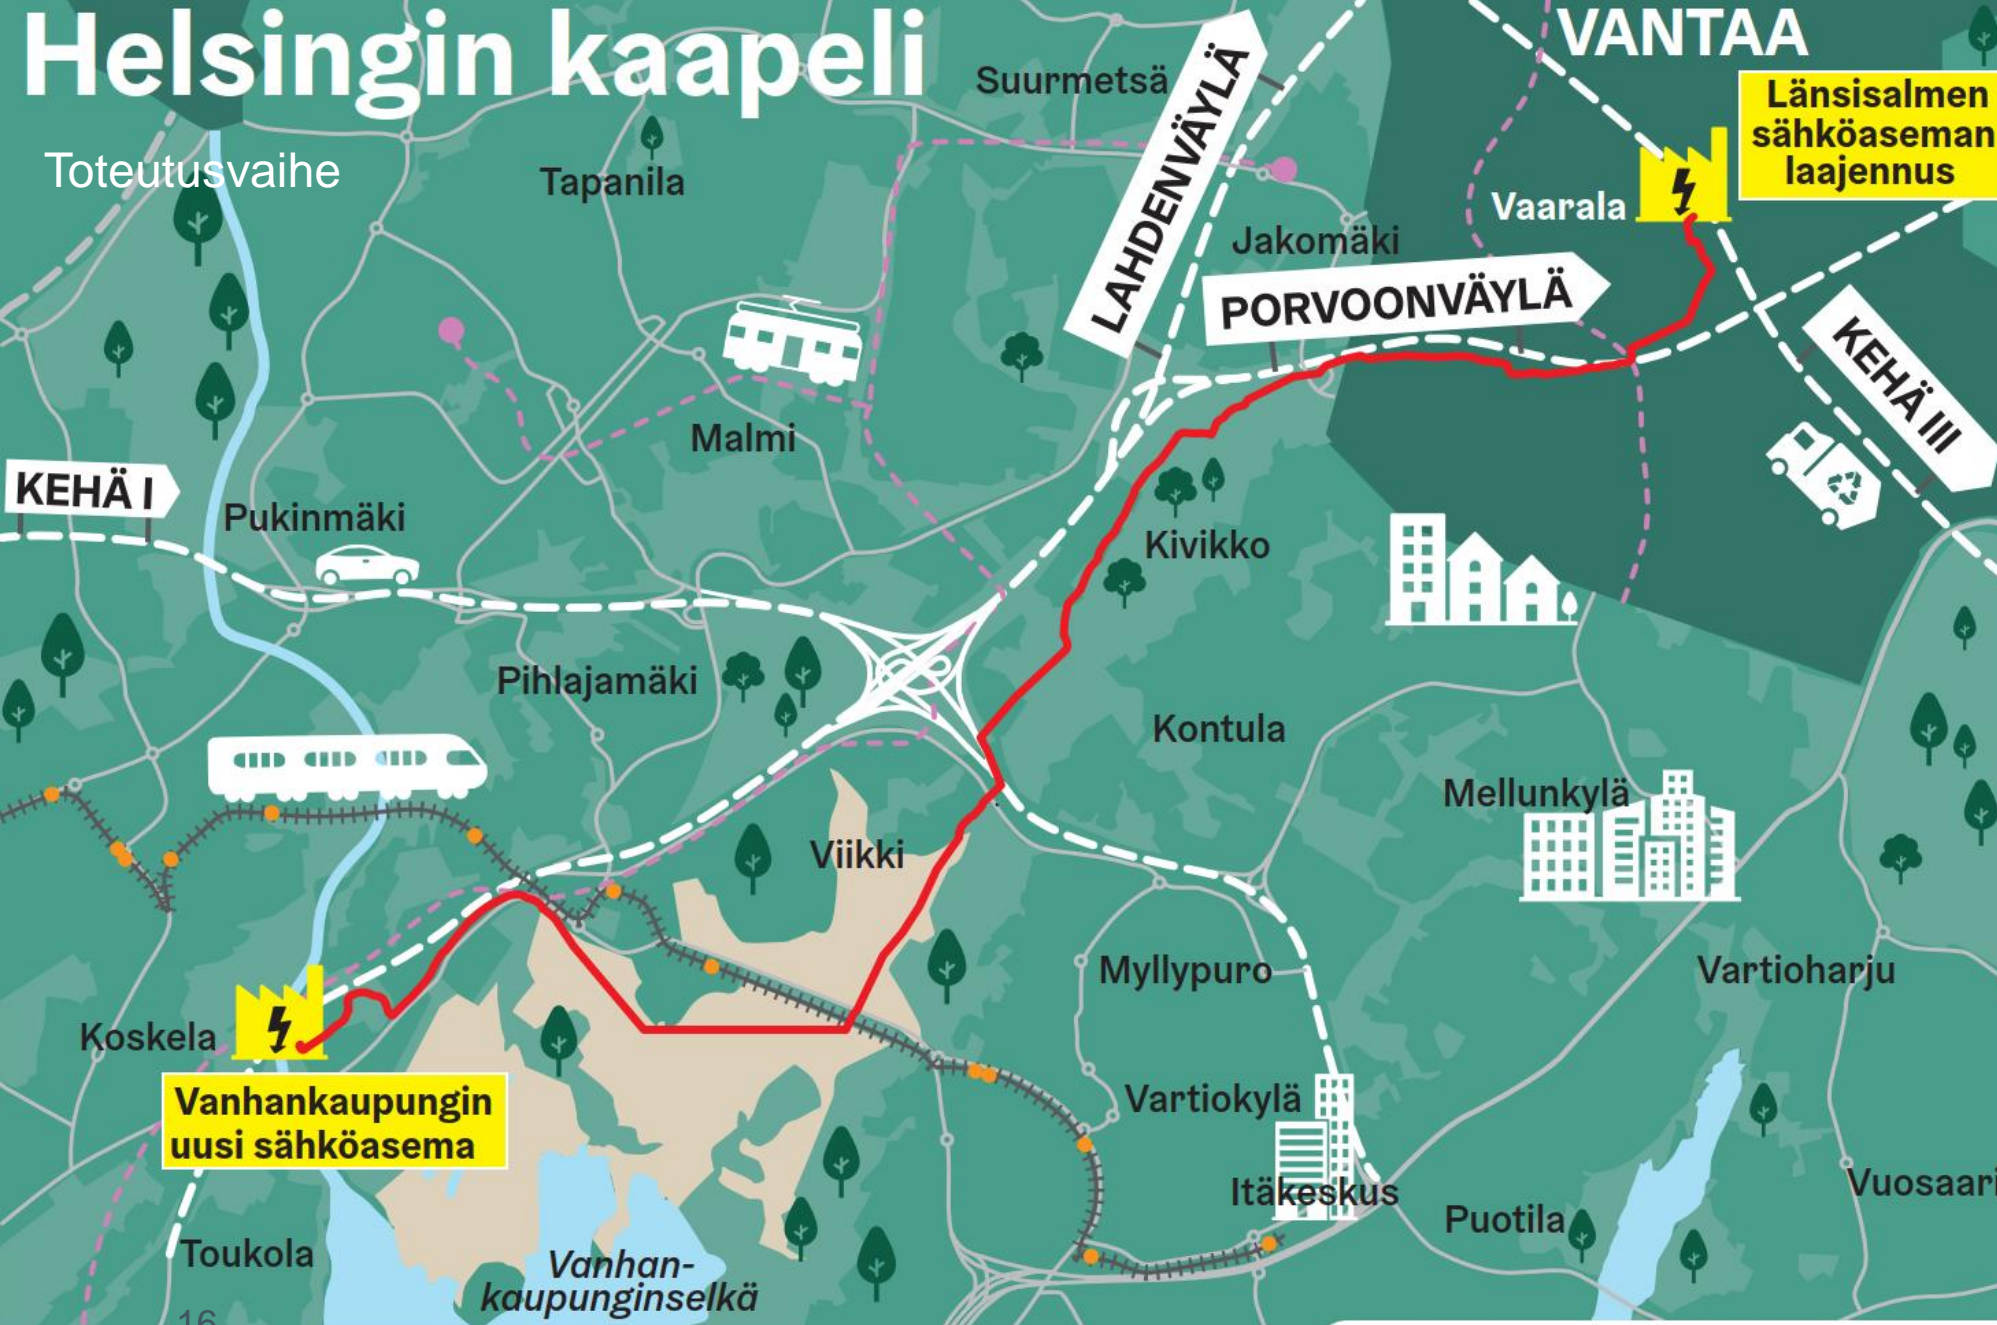 Helsingin kaapeli
VANTAA
Toteutusvaihe
Suurmetsä
LAHDENVÄYLÄ
Länsisalmen
sähköaseman
laajennus
Tapanila
Vaarala
Jakomäki
PORVOONVÄYLÄ
KEHÄ III
Malmi
KEHÄ I
Pukinmäki
Kivikko
Pihlajamäki
Kontula
Mellunkylä
Viikki
Myllypuro
Vartioharju
Koskela
Vanhankaupungin
uusi sähköasema
Vartiokylä
Itäkeskus
Vuosaari
Puotila
Toukola
Vanhan-
kaupunginselkä
16